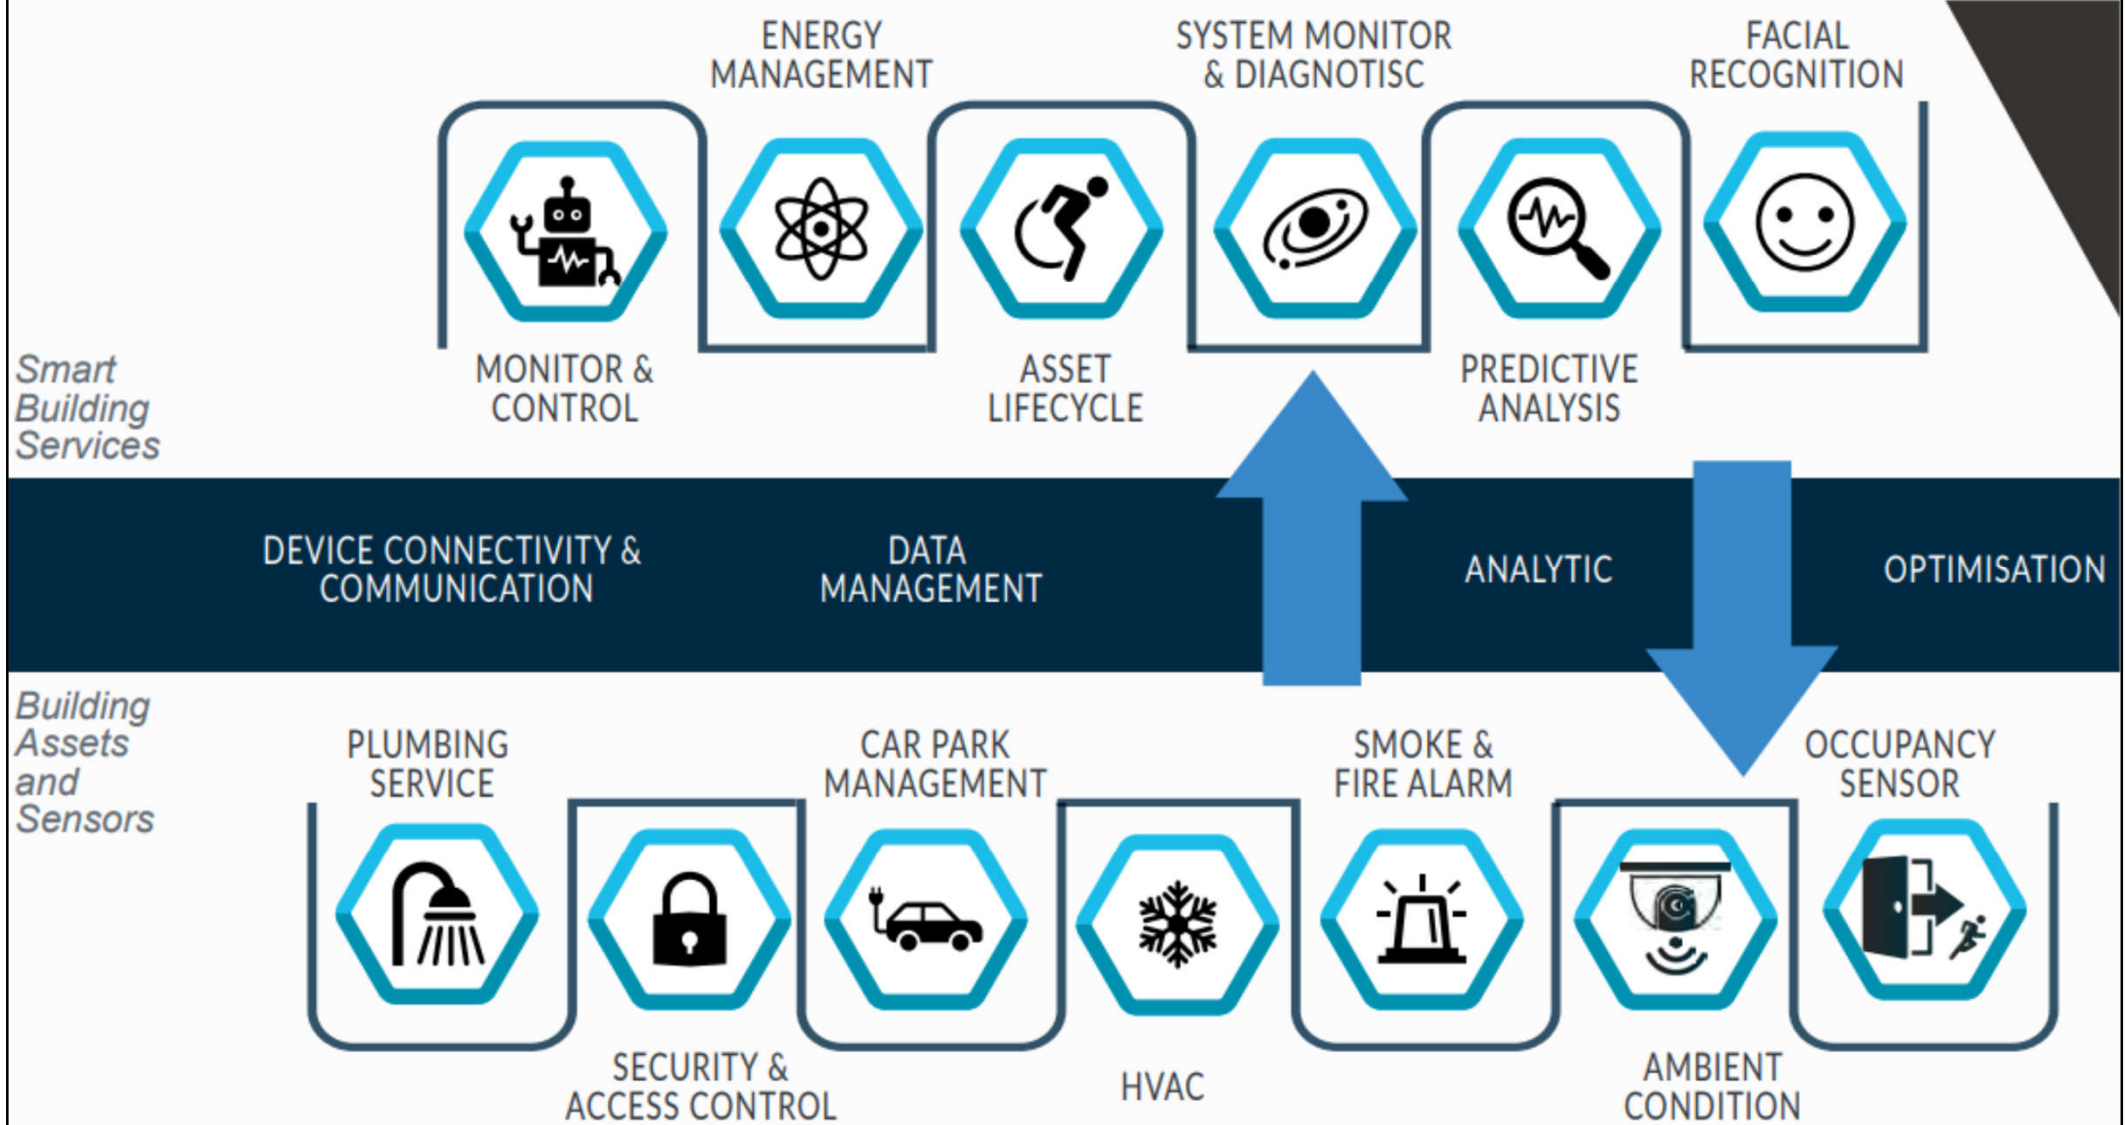 ENERGY
MANAGEMENT
SYSTEM MONITOR
& DIAGNOTISC
FACIAL
RECOGNITION
MONITOR &
CONTROL
ASSET
LIFECYCLE
PREDICTIVE
ANALYSIS
Smart
Building
Services
DEVICE CONNECTIVITY &
COMMUNICATION
DATA
MANAGEMENT
ANALYTIC
OPTIMISATION
Building
Assets
and
Sensors
PLUMBING
SERVICE
CAR PARK
MANAGEMENT
SMOKE &
FIRE ALARM
OCCUPANCY
SENSOR
SECURITY &
ACCESS CONTROL
HVAC
AMBIENT
CONDITION